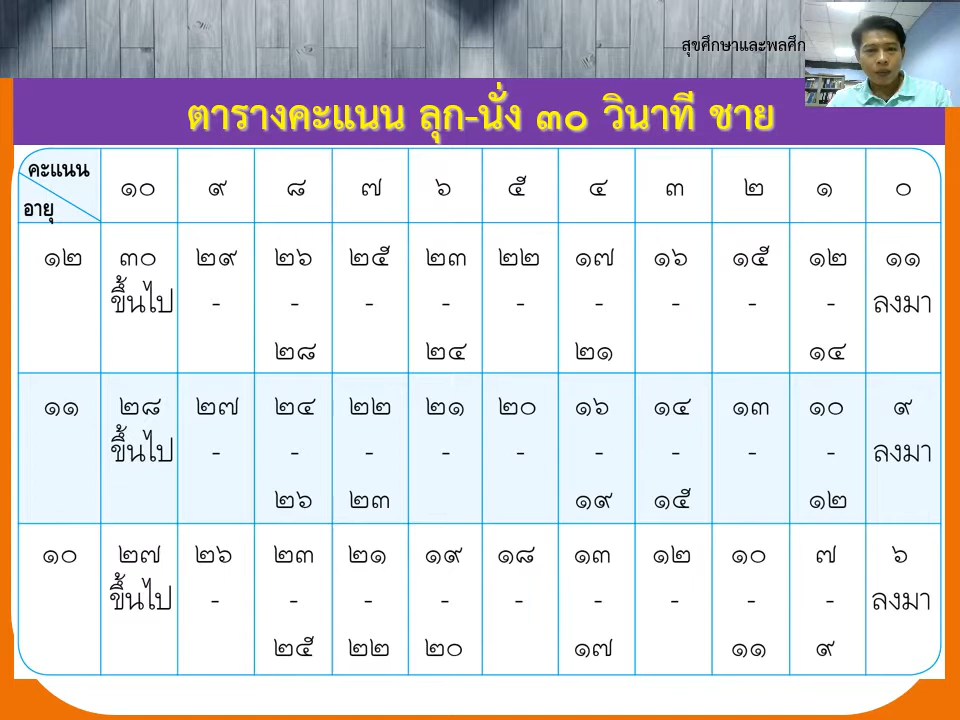 สุขศึกษาและพลศึก
ตารางคะแนน ลุก-นั่ง ๓๐ วินาที ชาย
คะแนน ๑๐ ๙ ๘ ๗ ๖ ๕ ๔ ๓ ๒ ๑ ๐
อายุ
๑๒ ๓๐ ๒๙ ๒๖ ๒๕ ๒๓ ๒๒ ๑๗ ๑๖ ๑๕ ๑๒ ๑๑
ขึ้นไป - - - - - - - - - ลงมา
๒๘ ๒๔ ๒๑ ๑๔
๑๑ ๒๘ ๒๗ ๒๔ ๒๒ ๒๑ ๒๐ ๑๖ ๑๔ ๑๓ ๑๐ ๙
ขึ้นไป - - - - - - - - - ลงมา
๒๖ ๒๓ ๑๙ ๑๕ ๑๒
๑๐ ๒๗ ๒๖ ๒๓ ๒๑ ๑๙ ๑๘ ๑๓ ๑๒ ๑๐ ๗ ๖
ขึ้นไป - - - - - - - - - ลงมา
๒๕ ๒๒ ๒๐ ๑๗ ๑๑ ๙